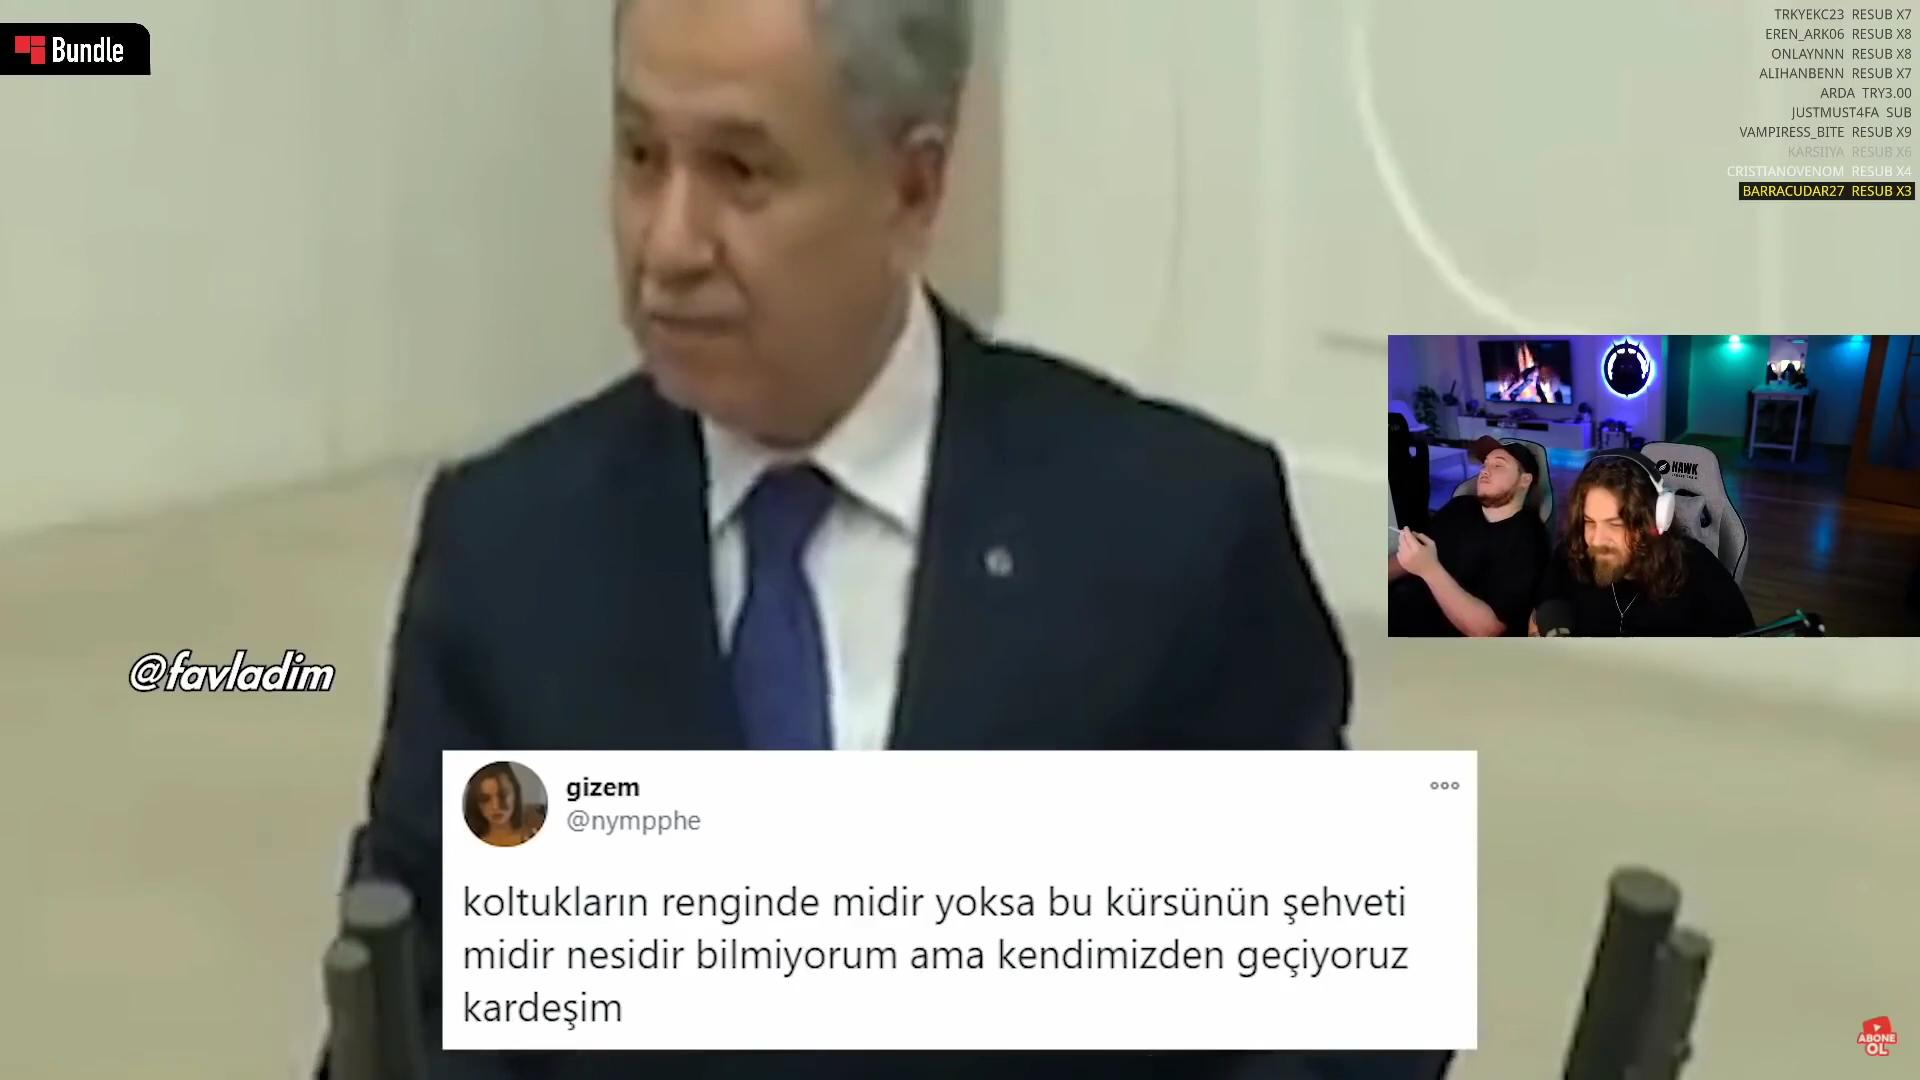 Bundle
TRKYEKC23 RESUB X7
EREN_ARK06 RESUB X8
ONLAYNNN RESUB X8
ALIHANBENN RESUB X7
ARDA TRY3.00
JUSTMUST4FA SUB
VAMPIRESS_BITE RESUB X9
KARSIIYA RESUB X6
CRISTIANOVENOM RESUB X4
BARRACUDAR27 RESUB X3
HAWK
@favladim
gizem
@nympphe
koltukların renginde midir yoksa bu kürsünün şehveti
midir nesidir bilmiyorum ama kendimizden geçiyoruz
kardeşim
ABONE
OL